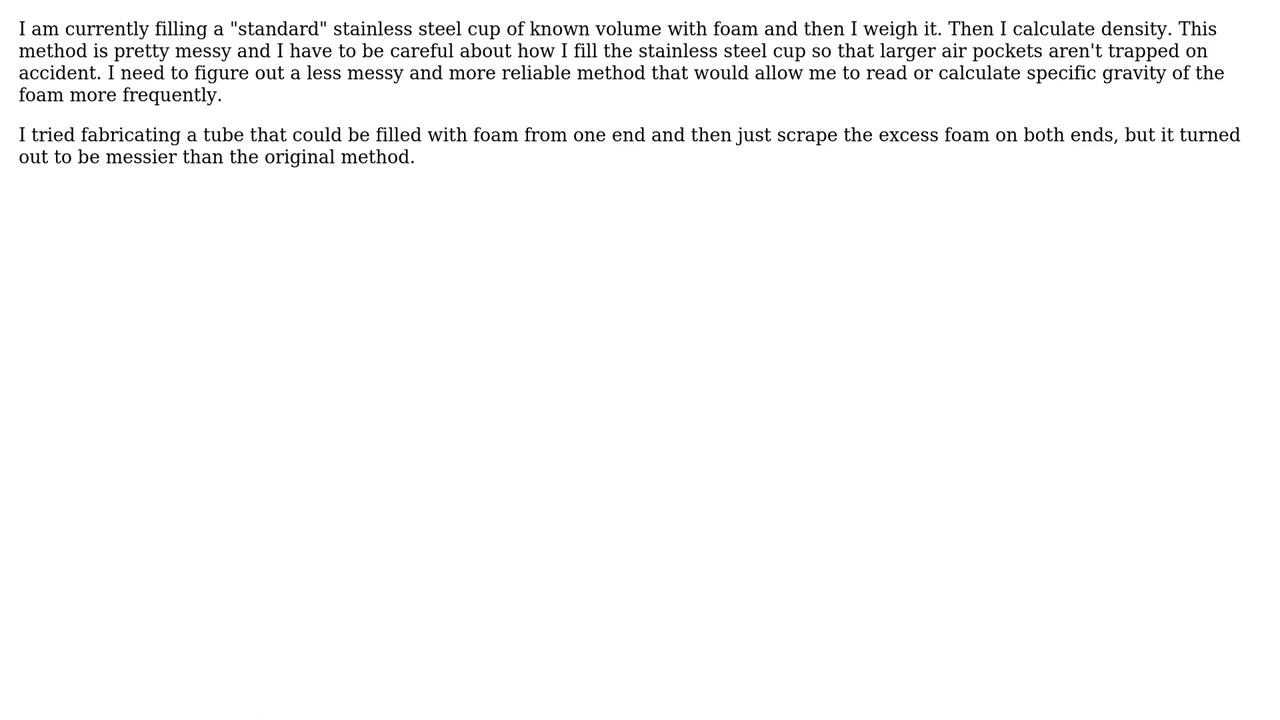 I am currently filling a "standard" stainless steel cup of known volume with foam and then I weigh it. Then I calculate density. This
method is pretty messy and I have to be careful about how I fill the stainless steel cup so that larger air pockets aren't trapped on
accident. I need to figure out a less messy and more reliable method that would allow me to read or calculate specific gravity of the
foam more frequently.
I tried fabricating a tube that could be filled with foam from one end and then just scrape the excess foam on both ends, but it turned
out to be messier than the original method.